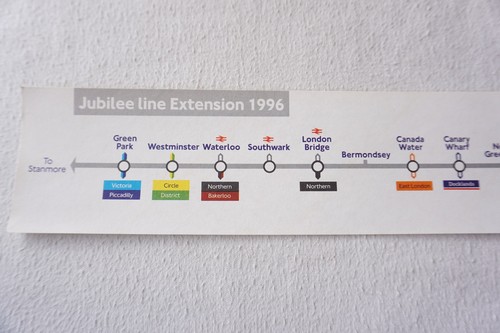 Jubilee line Extension 1996
To
Stanmore
Green
Park
Westminster
Waterloo
Southwark
London
Bridge
Bermondsey
Canada
Water
Canary
Wharf
Victoria
Piccadilly
Circle
District
Northern
Bakerloo
Northern
East London
Docklands